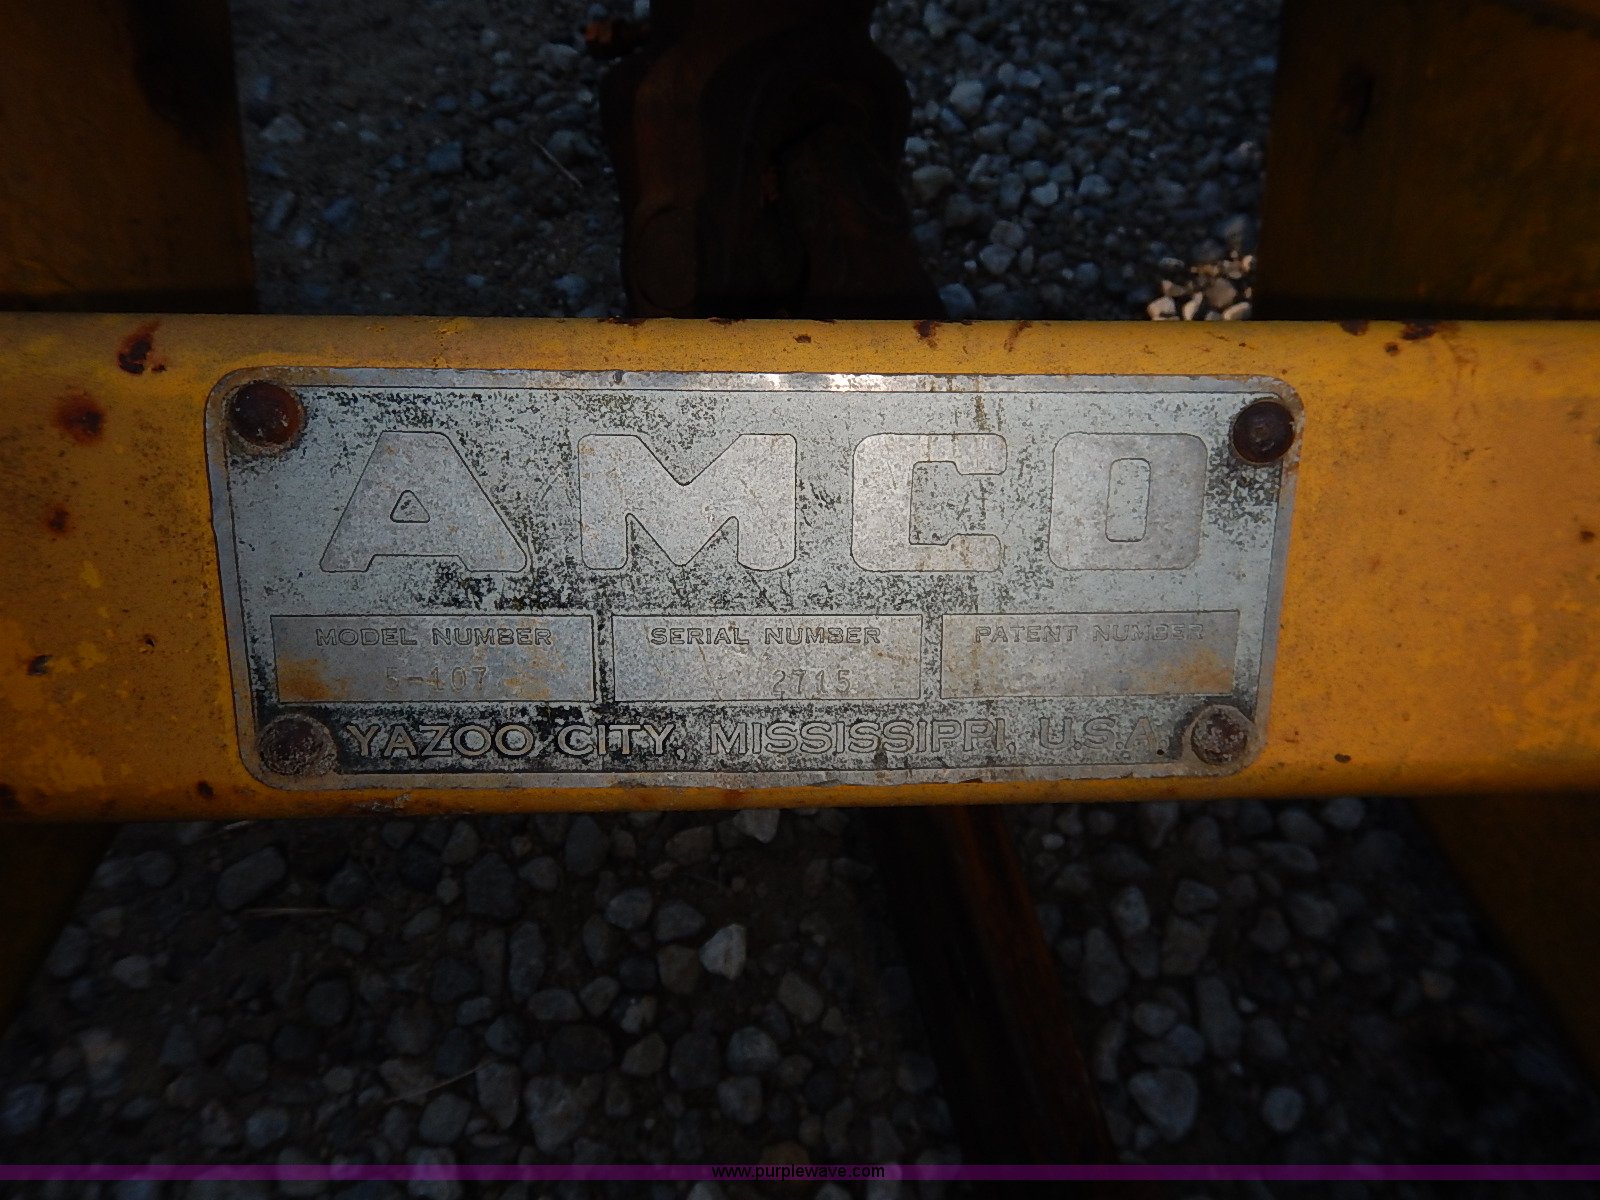 AMCO
MODEL NUMBER SERIAL NUMBER PATENT NUMBER
5-407 2715
YAZOO CITY, MISSISSIPPI, U.S.A.
www.purplewave.com